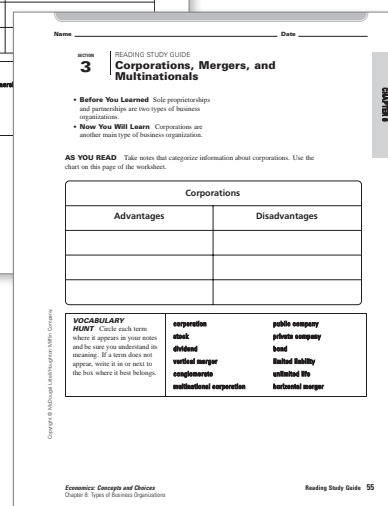 Name Date
SECTION
3
READING STUDY GUIDE
Corporations, Mergers, and
Multinationals
• Before You Learned Sole proprietorships
and partnerships are two types of business
organizations.
• Now You Will Learn Corporations are
another main type of business organization.
AS YOU READ Take notes that categorize information about corporations. Use the
chart on this page of the worksheet.
Corporations
Advantages Disadvantages
VOCABULARY
HUNT Circle each term
where it appears in your notes
and be sure you understand its
meaning. If a term does not
appear, write it in or next to
the box where it best belongs.
corporation
stock
dividend
vertical merger
conglomerate
multinational corporation
public company
private company
bond
limited liability
unlimited life
horizontal merger
CHAPTER 8
Copyright © McDougal Littell/Houghton Mifflin Company
Economics: Concepts and Choices
Chapter 8: Types of Business Organizations
Reading Study Guide 55